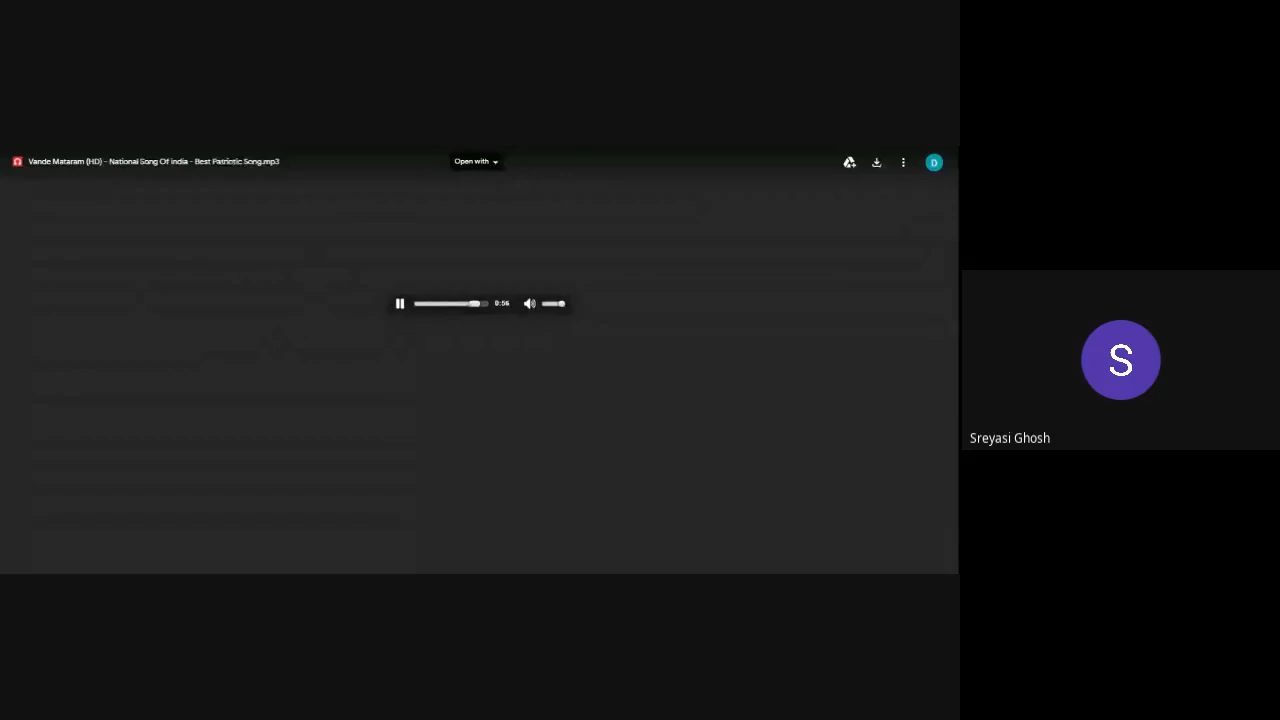 Vande Mataram (HD) - National Song Of India - Best Patriotic Song.mp3
Open with
D
0:56
S
Sreyasi Ghosh